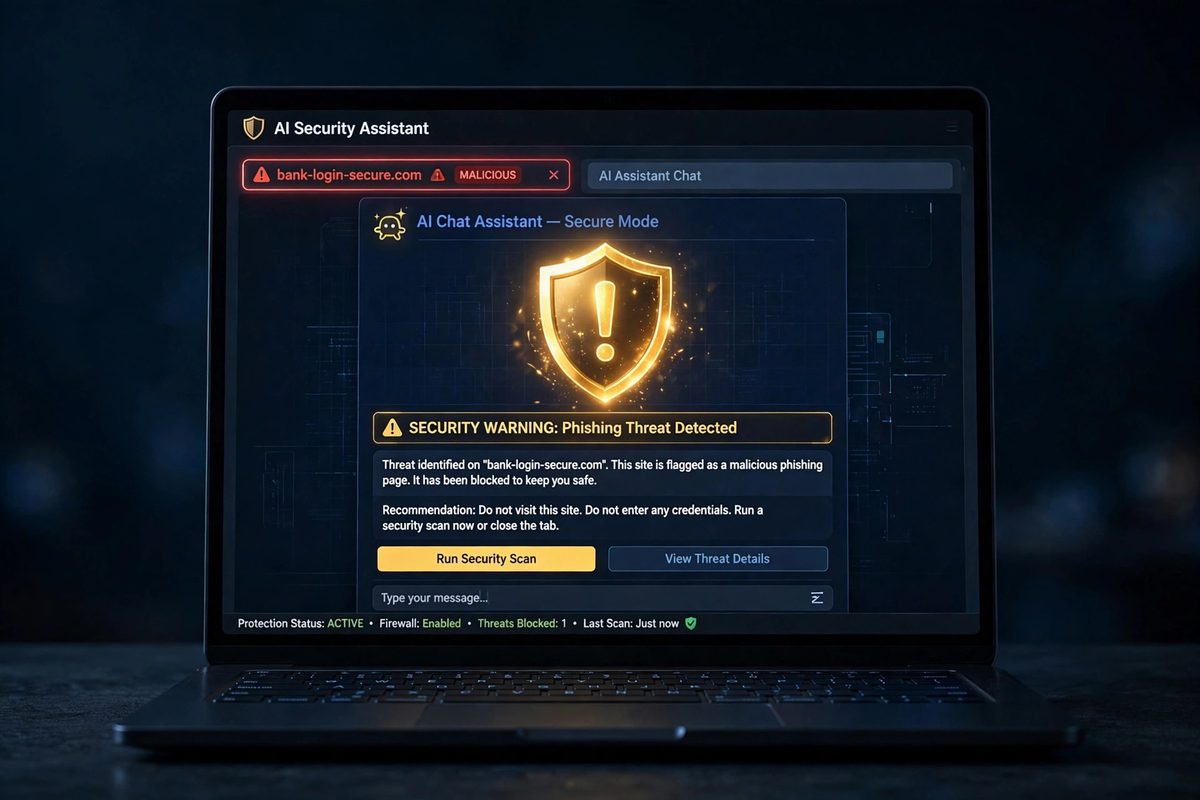 AI Security Assistant
bank-login-secure.com MALICIOUS
AI Assistant Chat
AI Chat Assistant — Secure Mode
SECURITY WARNING: Phishing Threat Detected
Threat identified on "bank-login-secure.com". This site is flagged as a malicious phishing
page. It has been blocked to keep you safe.
Recommendation: Do not visit this site. Do not enter any credentials. Run a
security scan now or close the tab.
Run Security Scan
View Threat Details
Type your message...
Protection Status: ACTIVE • Firewall: Enabled • Threats Blocked: 1 • Last Scan: Just now